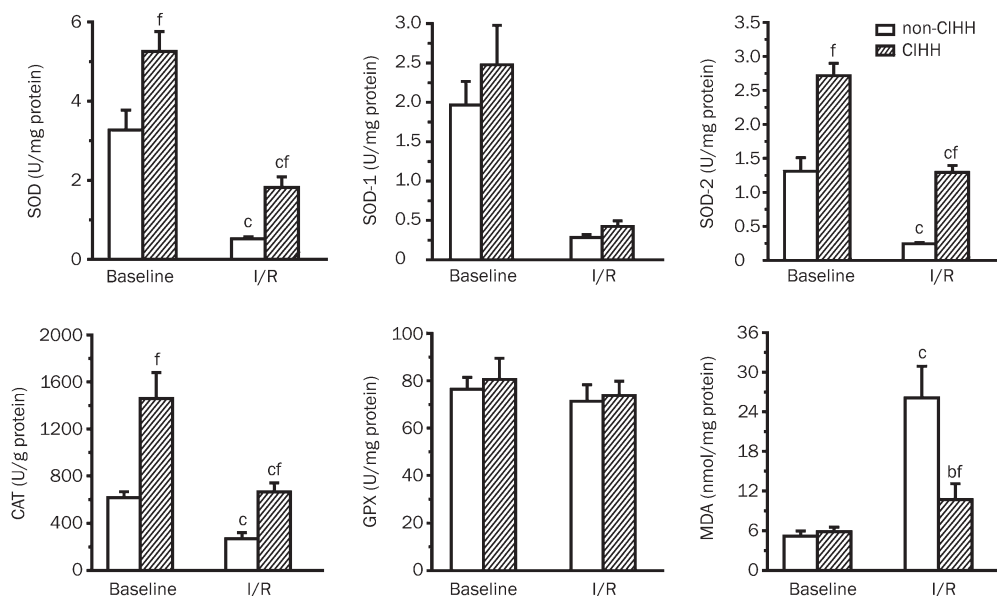 SOD (U/mg protein)
6
4
2
0
f
c
cf
Baseline
I/R
SOD-1 (U/mg protein)
3.0
2.5
2.0
1.5
1.0
0.5
0
Baseline
I/R
SOD-2 (U/mg protein)
3.5
3.0
2.5
2.0
1.5
1.0
0.5
0
non-CIHH
CIHH
f
c
cf
Baseline
I/R
CAT (U/g protein)
2000
1600
1200
800
400
0
f
c
cf
Baseline
I/R
GPX (U/mg protein)
100
80
60
40
20
0
Baseline
I/R
MDA (nmol/mg protein)
36
30
24
18
12
6
0
c
bf
Baseline
I/R